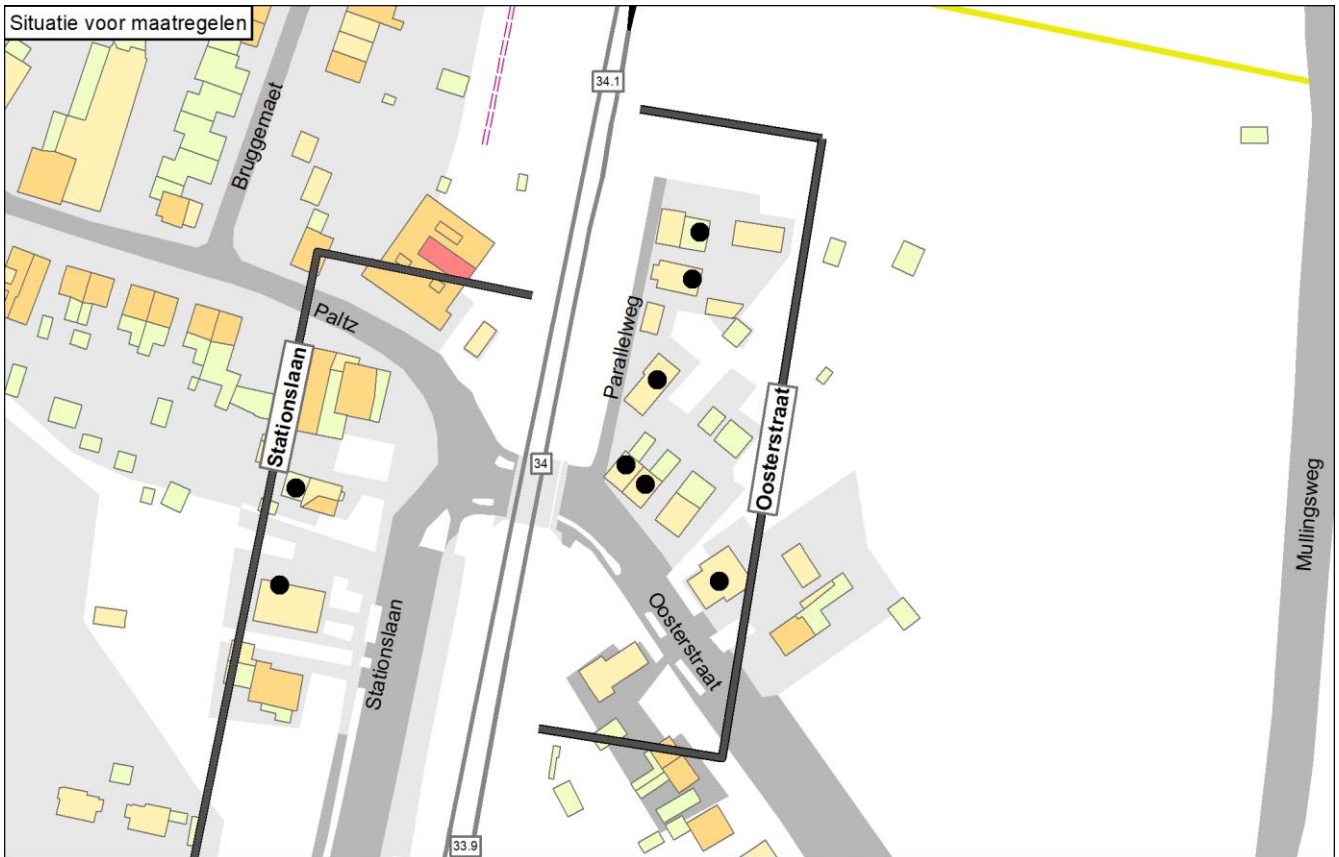 Situatie voor maatregelen
34.1
Bruggemaet
Paltz
Parallelweg
Stationslaan
Oosterstraat
34
Mullingsweg
Oosterstraat
Stationslaan
33.9